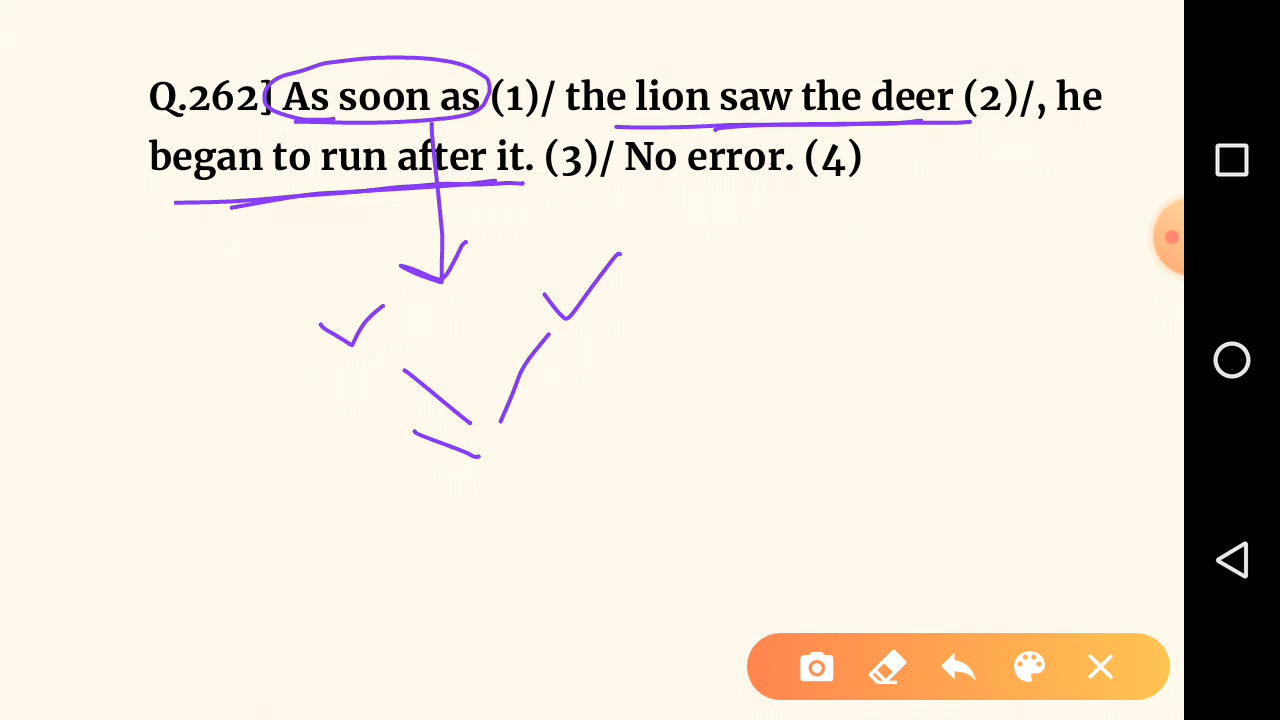 Q.262] As soon as (1)/ the lion saw the deer (2)/, he
began to run after it. (3)/ No error. (4)